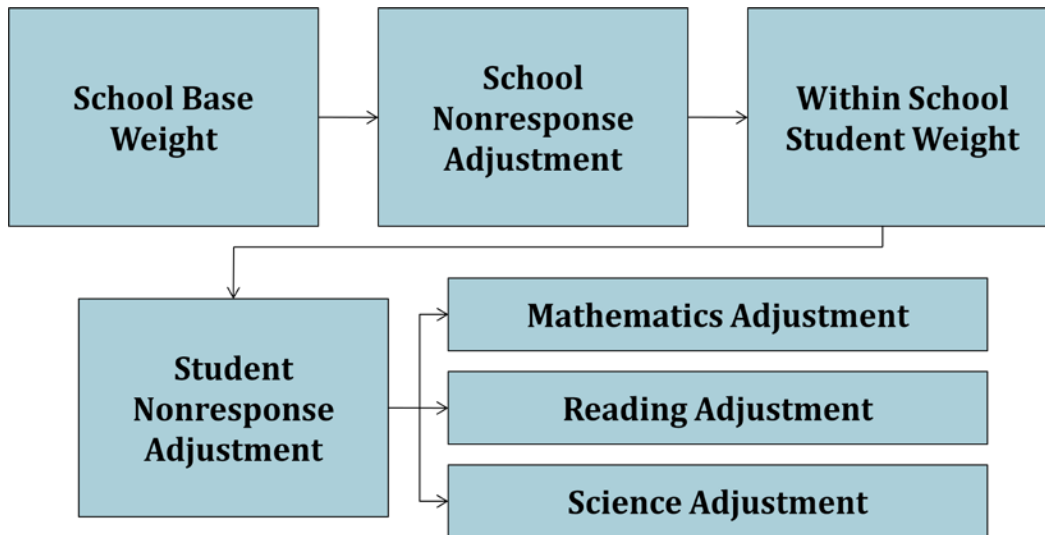 School Base
Weight
School
Nonresponse
Adjustment
Within School
Student Weight
Student
Nonresponse
Adjustment
Mathematics Adjustment
Reading Adjustment
Science Adjustment